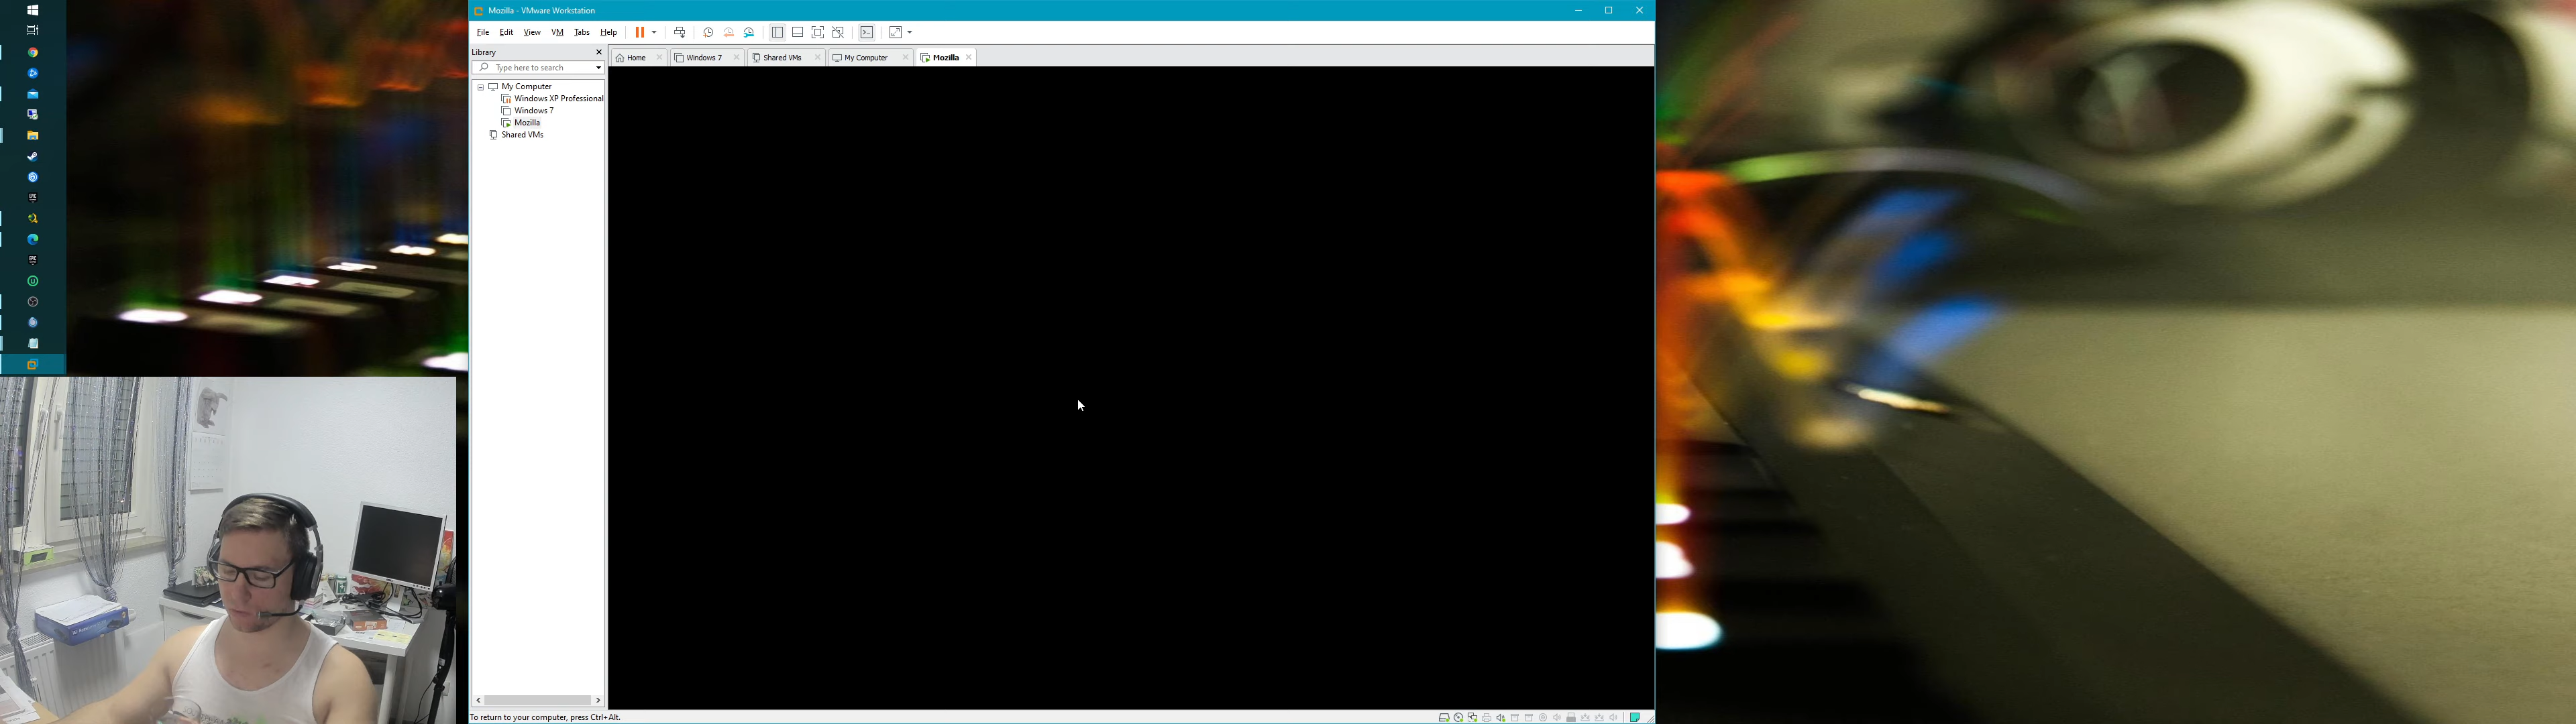 Mozilla - VMware Workstation
File Edit View VM Tabs Help
Library
Type here to search
My Computer
Windows XP Professional
Windows 7
Mozilla
Shared VMs
Home
Windows 7
Shared VMs
My Computer
Mozilla
To return to your computer, press Ctrl+Alt.